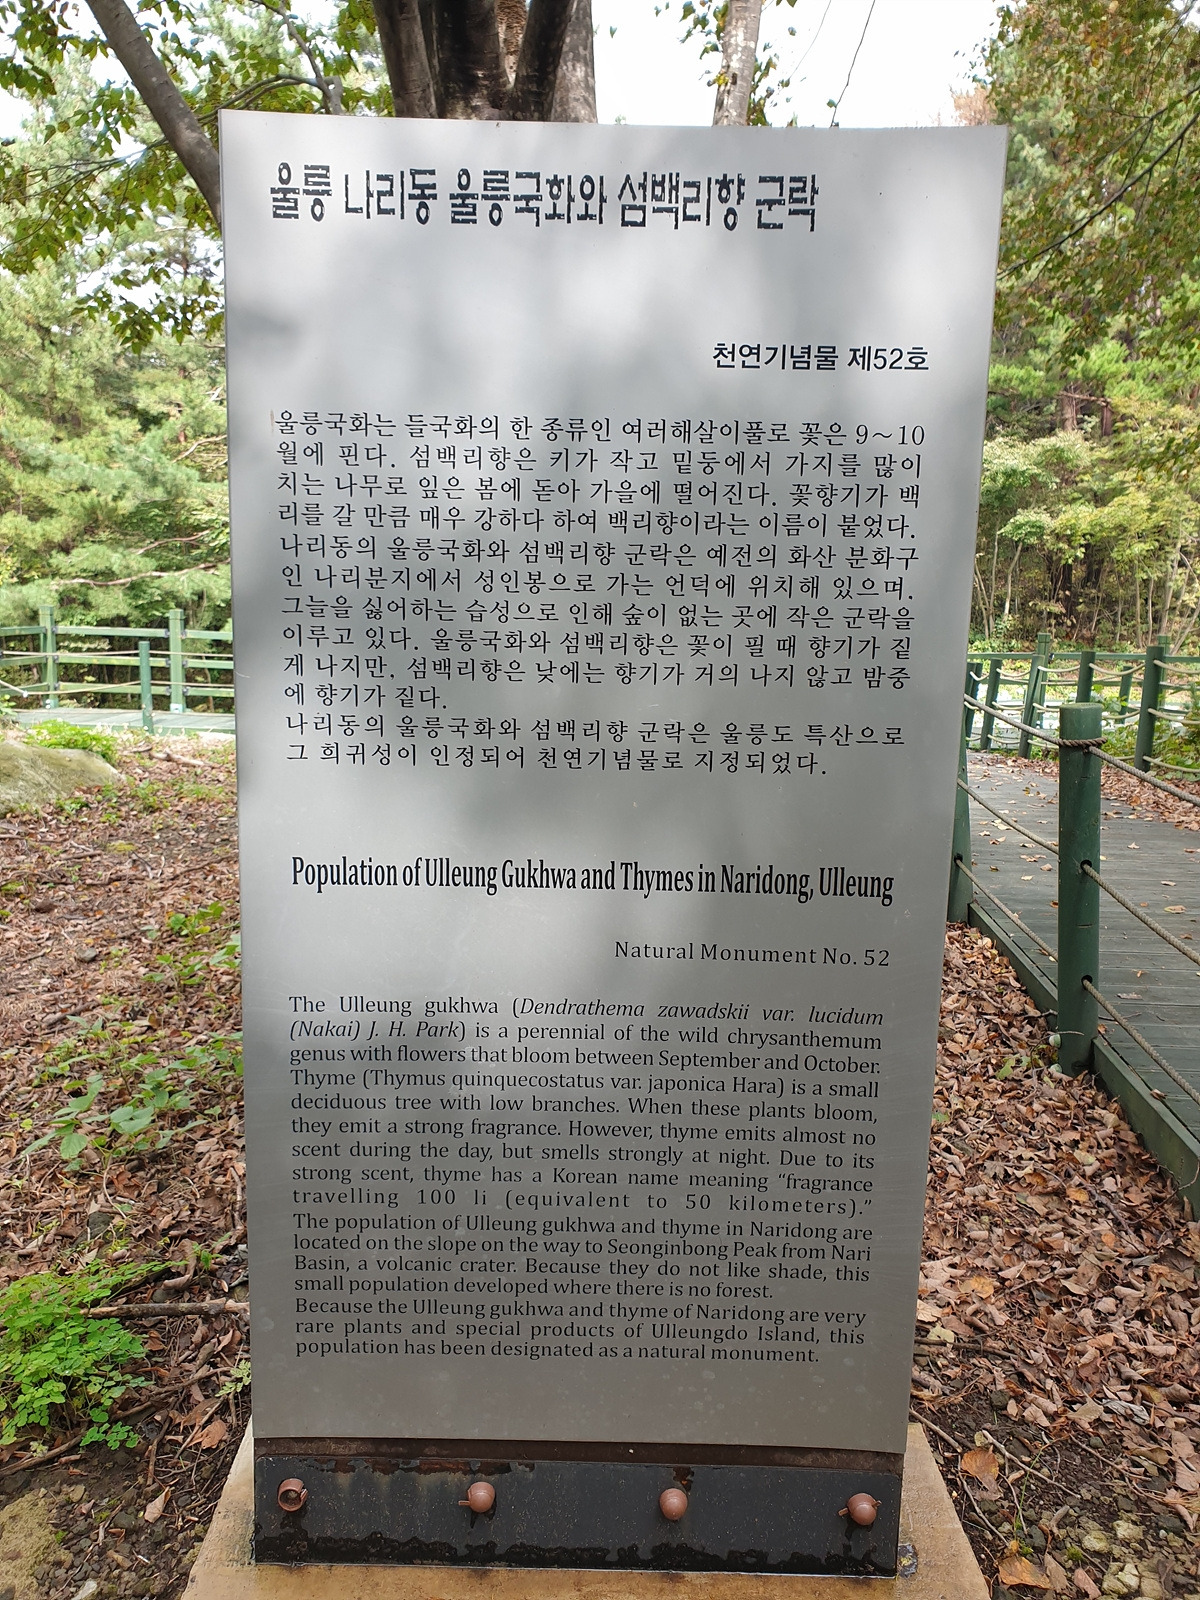 울릉 나리동 울릉국화와 섬백리향 군락
천연기념물 제52호
울릉국화는 들국화의 한 종류인 여러해살이풀로 꽃은 9~10
월에 핀다. 섬백리향은 키가 작고 밑둥에서 가지를 많이
치는 나무로 잎은 봄에 돋아 가을에 떨어진다. 꽃향기가 백
리를 갈 만큼 매우 강하다 하여 백리향이라는 이름이 붙었다.
나리동의 울릉국화와 섬백리향 군락은 예전의 화산 분화구
인 나리분지에서 성인봉으로 가는 언덕에 위치해 있으며,
그늘을 싫어하는 습성으로 인해 숲이 없는 곳에 작은 군락을
이루고 있다. 울릉국화와 섬백리향은 꽃이 필 때 향기가 짙
게 나지만, 섬백리향은 낮에는 향기가 거의 나지 않고 밤중
에 향기가 짙다.
나리동의 울릉국화와 섬백리향 군락은 울릉도 특산으로
그 희귀성이 인정되어 천연기념물로 지정되었다.
Population of Ulleung Gukhwa and Thymes in Naridong, Ulleung
Natural Monument No. 52
The Ulleung gukhwa (Dendrathema zawadskii var. lucidum
(Nakai) J. H. Park) is a perennial of the wild chrysanthemum
genus with flowers that bloom between September and October.
Thyme (Thymus quinquecostatus var. japonica Hara) is a small
deciduous tree with low branches. When these plants bloom,
they emit a strong fragrance. However, thyme emits almost no
scent during the day, but smells strongly at night. Due to its
strong scent, thyme has a Korean name meaning “fragrance
travelling 100 li (equivalent to 50 kilometers).”
The population of Ulleung gukhwa and thyme in Naridong are
located on the slope on the way to Seonginbong Peak from Nari
Basin, a volcanic crater. Because they do not like shade, this
small population developed where there is no forest.
Because the Ulleung gukhwa and thyme of Naridong are very
rare plants and special products of Ulleungdo Island, this
population has been designated as a natural monument.